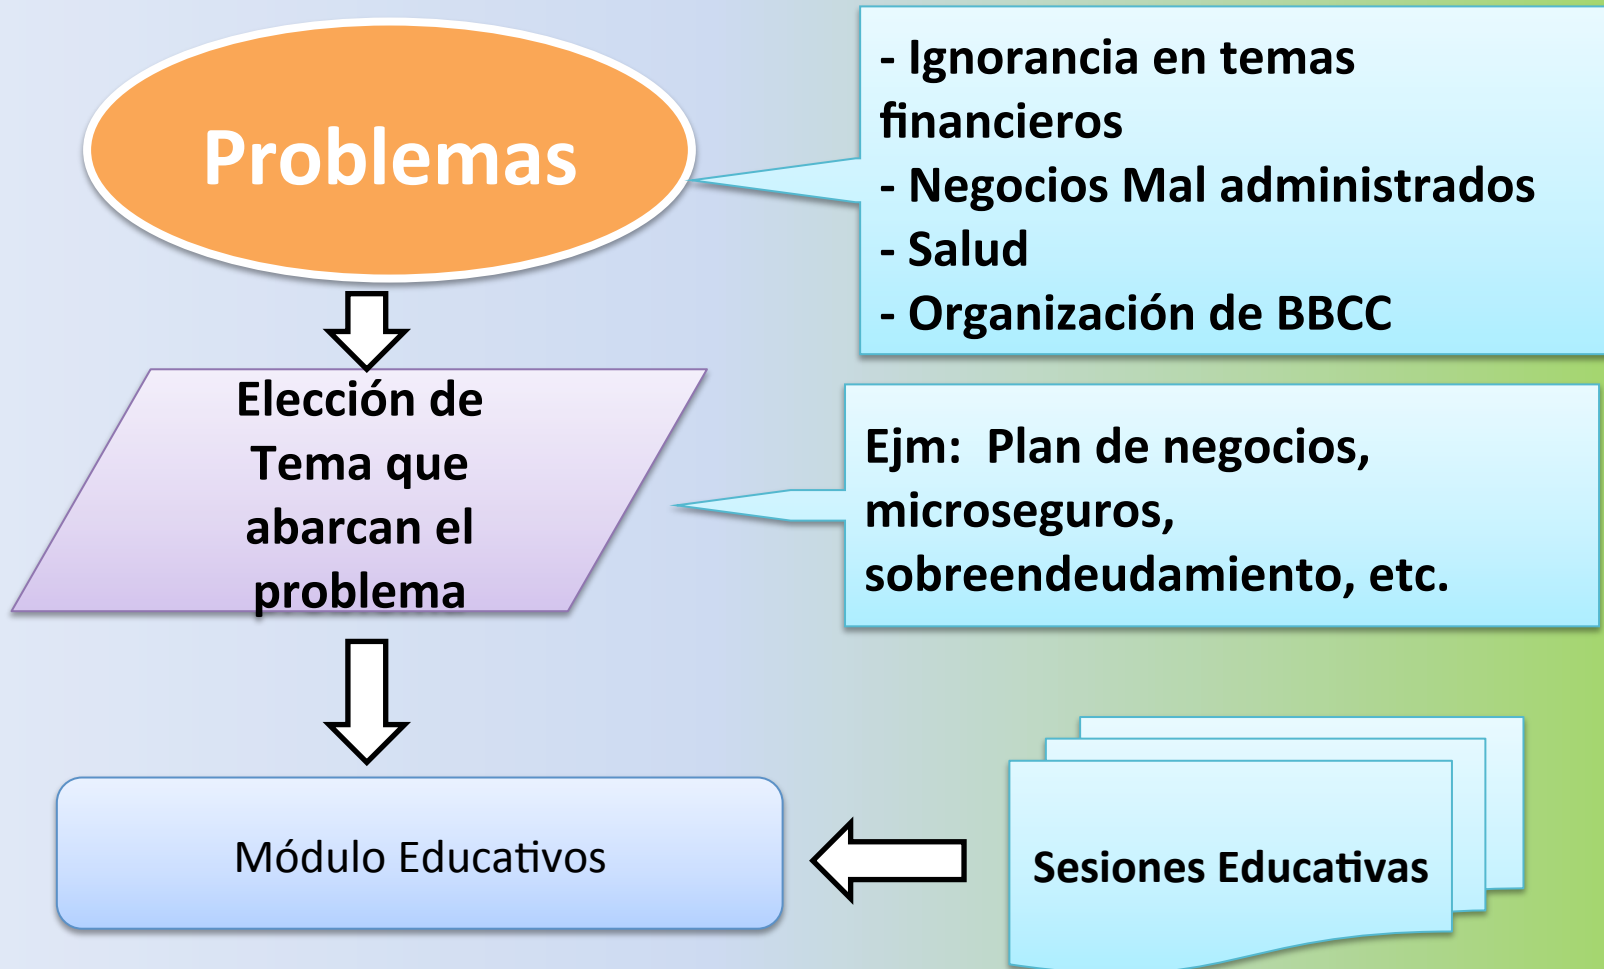 Problemas
- Ignorancia en temas
financieros
- Negocios Mal administrados
- Salud
- Organización de BBCC
Elección de
Tema que
abarcan el
problema
Ejm:  Plan de negocios,
microseguros,
sobreendeudamiento, etc.
Módulo Educativos
Sesiones Educativas